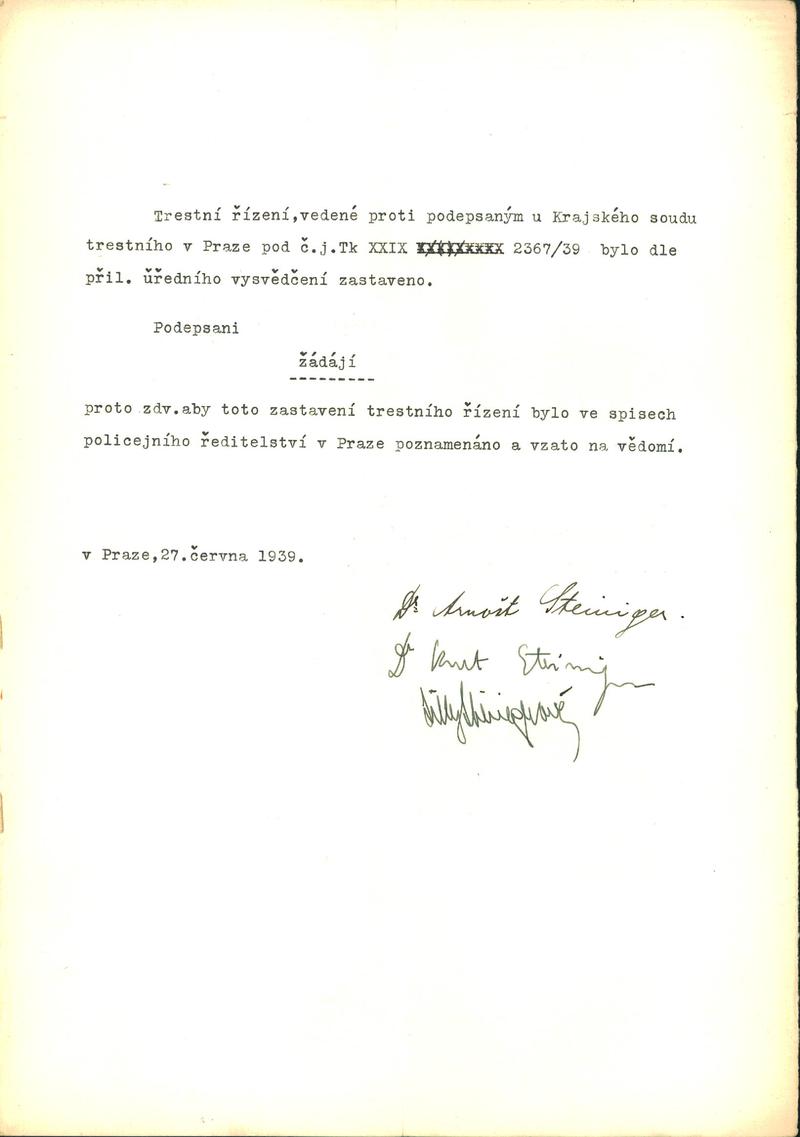 Trestní řízení,vedené proti podepsaným u Krajského soudu
trestního v Praze pod č.j.Tk XXIX 2367/39 bylo dle
přil. úředního vysvědčení zastaveno.
Podepsani
žádájí
---------
proto zdv.aby toto zastavení trestního řízení bylo ve spisech
policejního ředitelství v Praze poznamenáno a vzato na vědomí.
v Praze,27.června 1939.
Dr Arnošt Steiniger.
Dr Kurt Steiniger